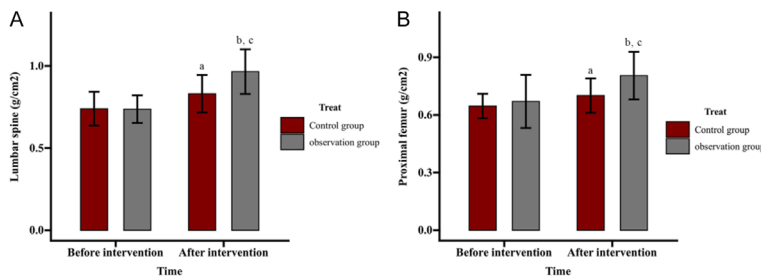 A
Lumbar spine (g/cm2)
1.0
0.5
0.0
a
b, c
Before intervention
After intervention
Time
Treat
Control group
observation group
B
Proximal femur (g/cm2)
0.9
0.6
0.3
0.0
a
b, c
Before intervention
After intervention
Time
Treat
Control group
observation group